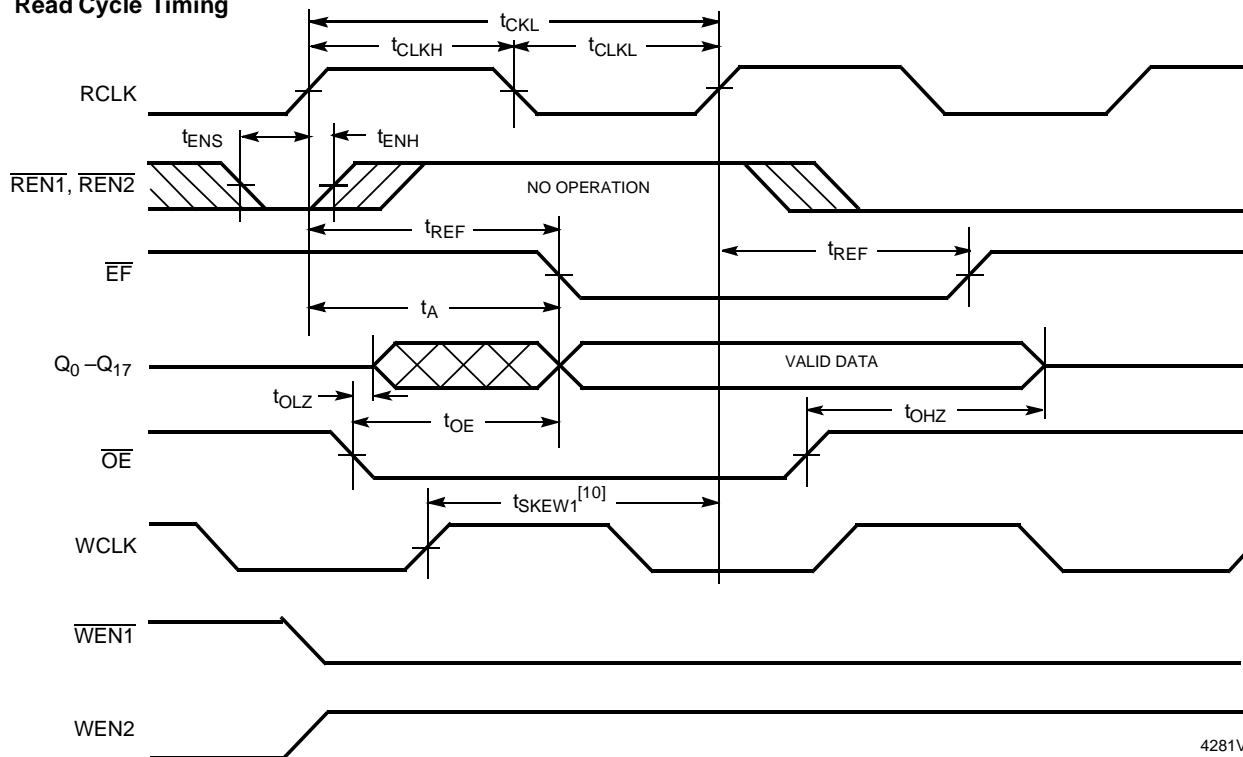 Read Cycle Timing
tCKL
tCLKH
tCLKL
RCLK
tENS
tENH
REN1, REN2
NO OPERATION
tREF
tREF
EF
tA
Q0–Q17
VALID DATA
tOLZ
tOE
tOHZ
OE
tSKEW1[10]
WCLK
WEN1
WEN2
4281V